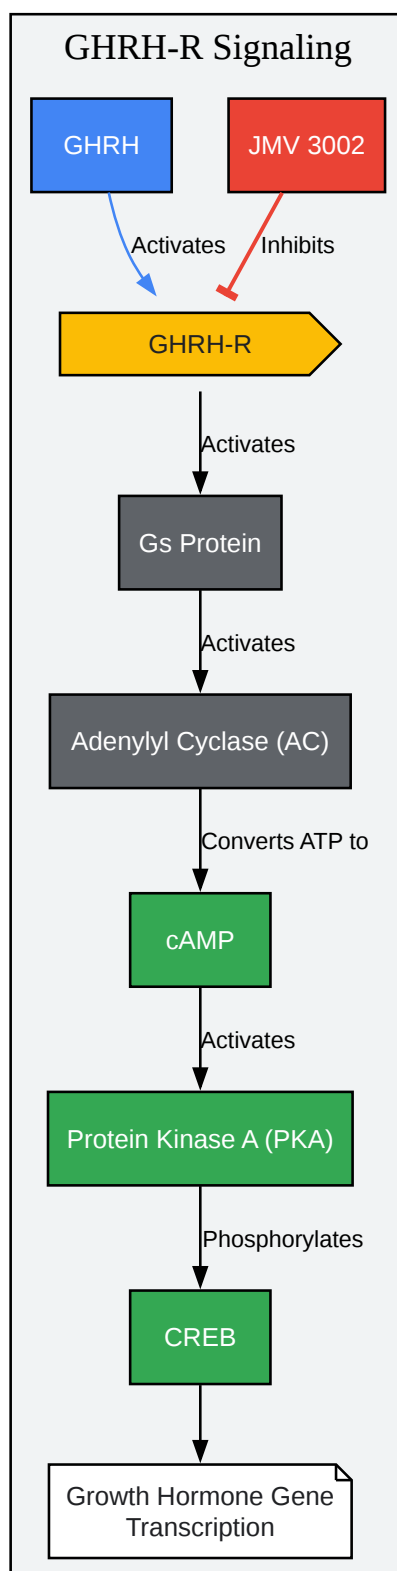 GHRH-R Signaling
GHRH
JMV 3002
Activates
Inhibits
GHRH-R
Activates
Gs Protein
Activates
Adenylyl Cyclase (AC)
Converts ATP to
cAMP
Activates
Protein Kinase A (PKA)
Phosphorylates
CREB
Growth Hormone Gene
Transcription